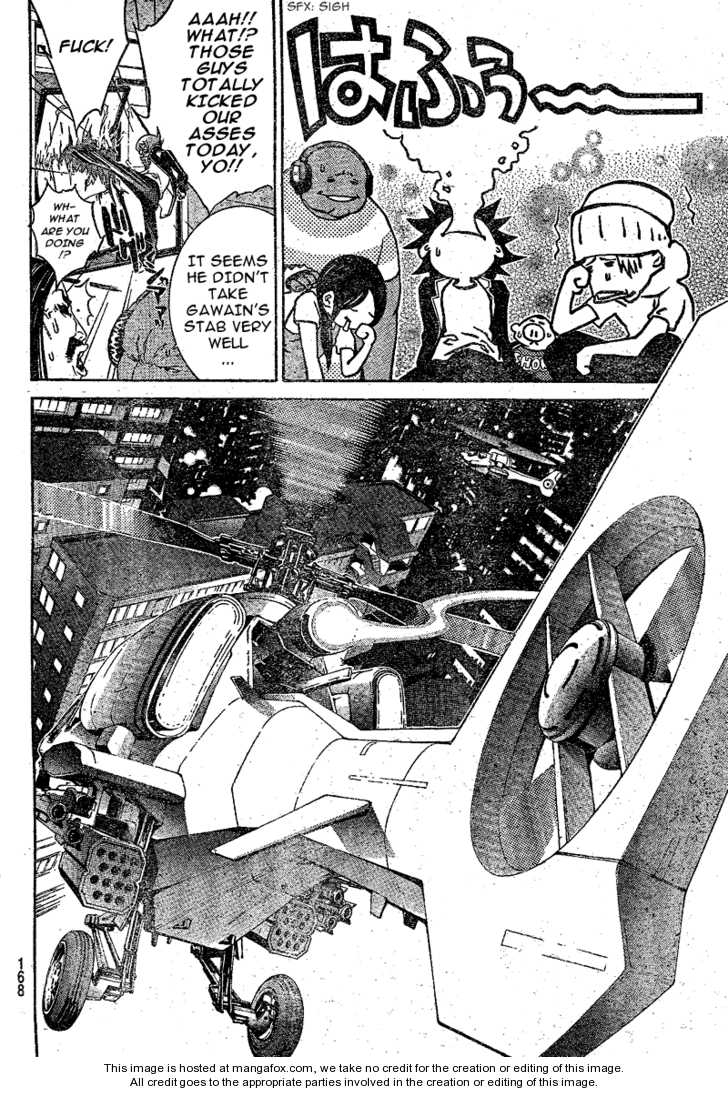 SFX: SIGH
はふぅ〜
AAAH!!
WHAT!?
THOSE
GUYS
TOTALLY
KICKED
OUR
ASSES
TODAY,
YO!!
FUCK!
WH-
WHAT
ARE YOU
DOING
!?
IT SEEMS
HE DIDN'T
TAKE
GAWAIN'S
STAB VERY
WELL
...
168
This image is hosted at mangafox.com, we take no credit for the creation or editing of this image.
All credit goes to the appropriate parties involved in the creation or editing of this image.